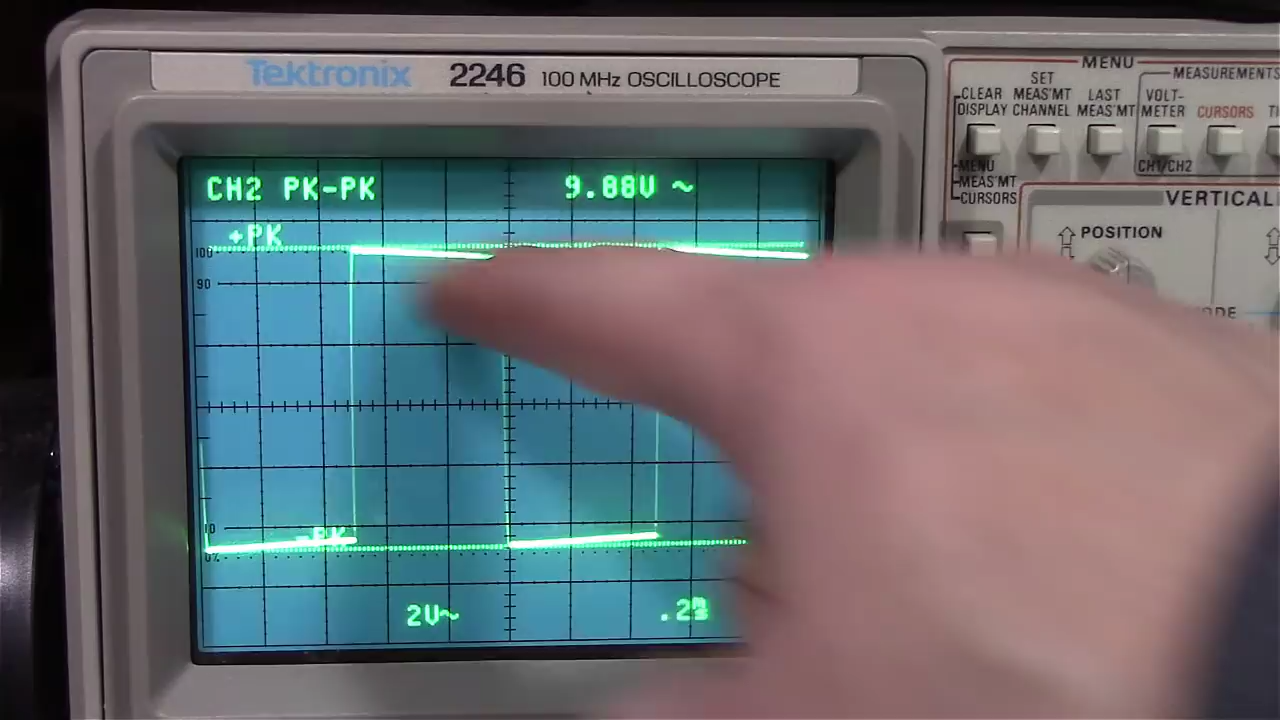 Tektronix 2246 100 MHz OSCILLOSCOPE
MENU
MEASUREMENTS
CLEAR DISPLAY
SET MEAS'MT CHANNEL
LAST MEAS'MT
VOLT-METER
CURSORS
MENU
MEAS'MT
CURSORS
CH1/CH2
VERTICAL
POSITION
CH2 PK-PK 9.88V ~
+PK
100
90
10
0%
-PK
2V~ .2